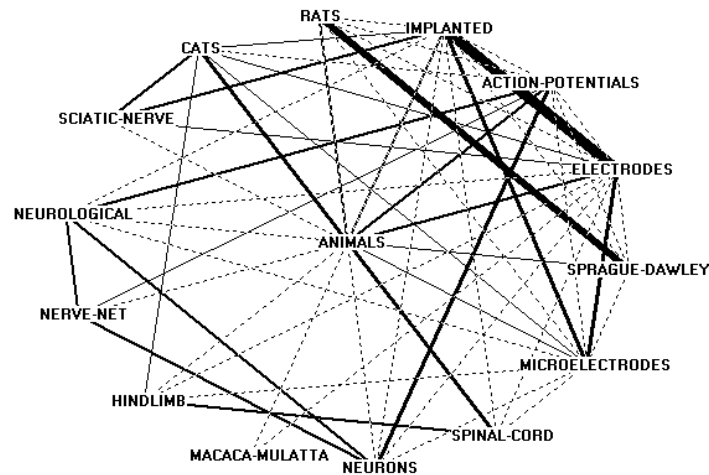 RATS
IMPLANTED
CATS
ACTION-POTENTIALS
SCIATIC-NERVE
ELECTRODES
NEUROLOGICAL
ANIMALS
SPRAGUE-DAWLEY
NERVE-NET
MICROELECTRODES
HINDLIMB
SPINAL-CORD
MACACA-MULATTA
NEURONS